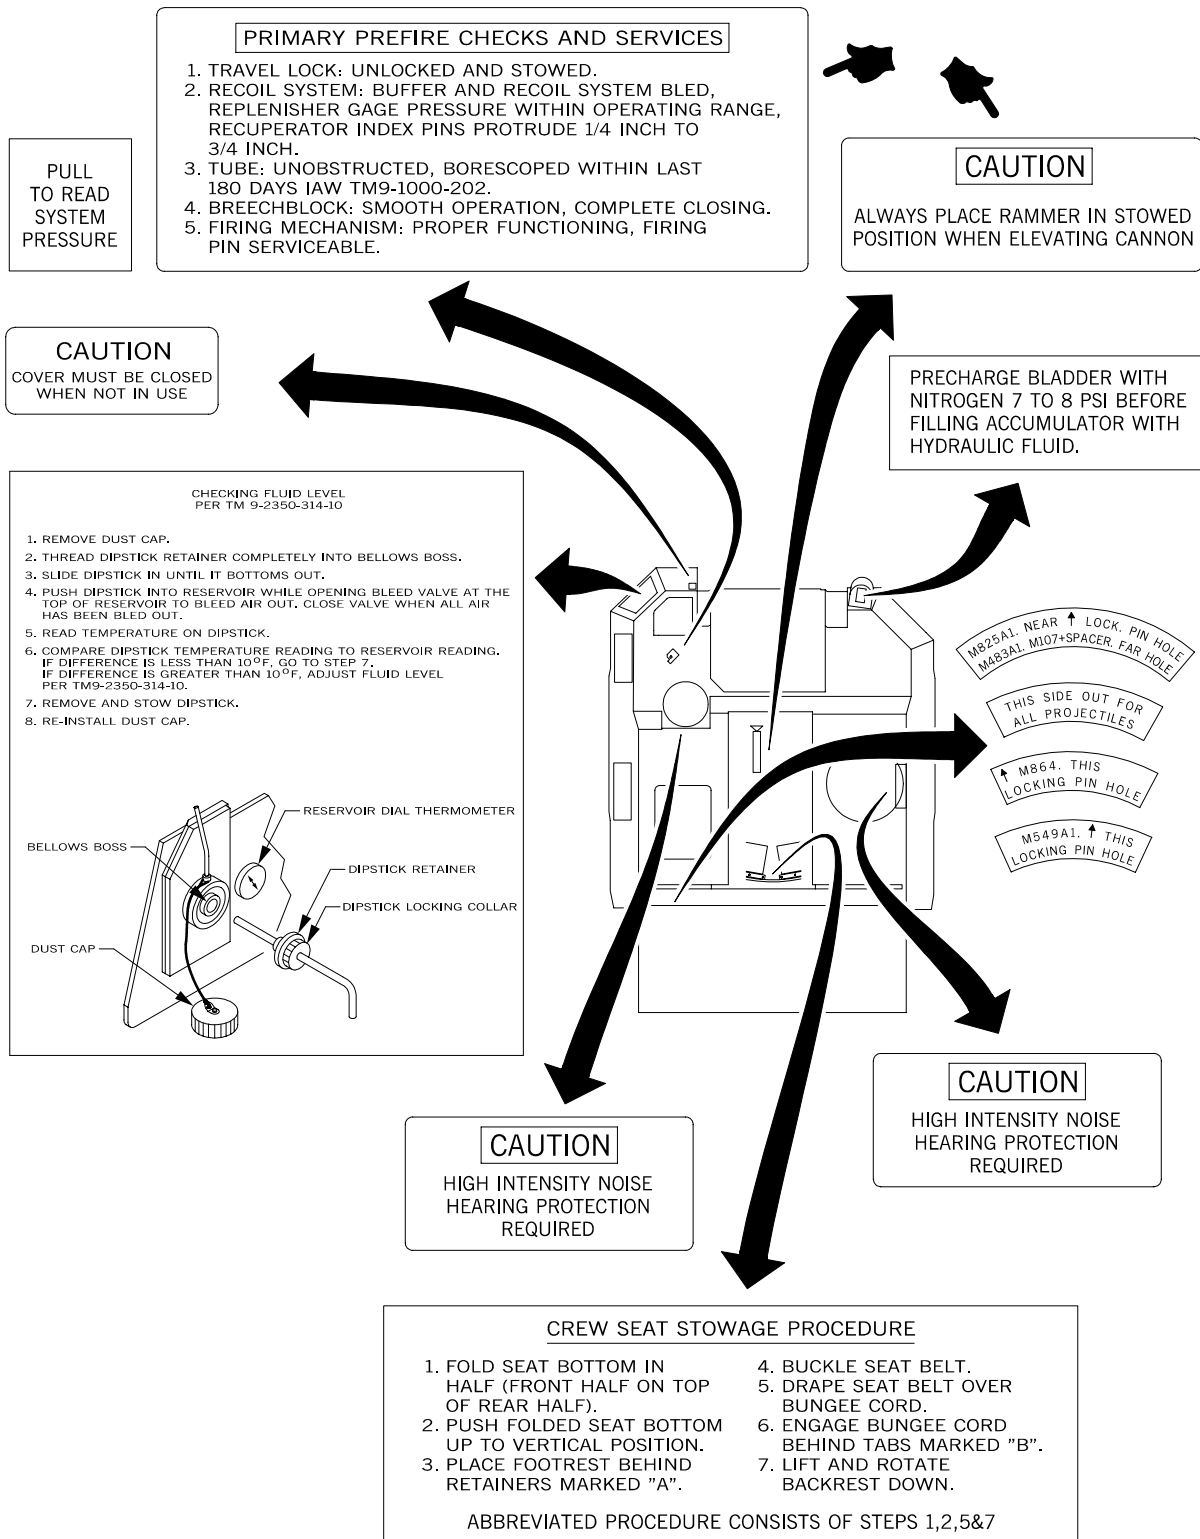 PRIMARY PREFIRE CHECKS AND SERVICES
1. TRAVEL LOCK: UNLOCKED AND STOWED.
2. RECOIL SYSTEM: BUFFER AND RECOIL SYSTEM BLED,
REPLENISHER GAGE PRESSURE WITHIN OPERATING RANGE,
RECUPERATOR INDEX PINS PROTRUDE 1/4 INCH TO
3/4 INCH.
3. TUBE: UNOBSTRUCTED, BORESCOPED WITHIN LAST
180 DAYS IAW TM9-1000-202.
4. BREECHBLOCK: SMOOTH OPERATION, COMPLETE CLOSING.
5. FIRING MECHANISM: PROPER FUNCTIONING, FIRING
PIN SERVICEABLE.
PULL
TO READ
SYSTEM
PRESSURE
CAUTION
ALWAYS PLACE RAMMER IN STOWED
POSITION WHEN ELEVATING CANNON
CAUTION
COVER MUST BE CLOSED
WHEN NOT IN USE
PRECHARGE BLADDER WITH
NITROGEN 7 TO 8 PSI BEFORE
FILLING ACCUMULATOR WITH
HYDRAULIC FLUID.
CHECKING FLUID LEVEL
PER TM 9-2350-314-10
1. REMOVE DUST CAP.
2. THREAD DIPSTICK RETAINER COMPLETELY INTO BELLOWS BOSS.
3. SLIDE DIPSTICK IN UNTIL IT BOTTOMS OUT.
4. PUSH DIPSTICK INTO RESERVOIR WHILE OPENING BLEED VALVE AT THE
TOP OF RESERVOIR TO BLEED AIR OUT. CLOSE VALVE WHEN ALL AIR
HAS BEEN BLED OUT.
5. READ TEMPERATURE ON DIPSTICK.
6. COMPARE DIPSTICK TEMPERATURE READING TO RESERVOIR READING.
IF DIFFERENCE IS LESS THAN 10°F, GO TO STEP 7.
IF DIFFERENCE IS GREATER THAN 10°F, ADJUST FLUID LEVEL
PER TM9-2350-314-10.
7. REMOVE AND STOW DIPSTICK.
8. RE-INSTALL DUST CAP.
RESERVOIR DIAL THERMOMETER
BELLOWS BOSS
DIPSTICK RETAINER
DIPSTICK LOCKING COLLAR
DUST CAP
M825A1. NEAR ↑ LOCK. PIN HOLE
M483A1. M107+SPACER. FAR HOLE
THIS SIDE OUT FOR
ALL PROJECTILES
↑ M864. THIS
LOCKING PIN HOLE
M549A1. ↑ THIS
LOCKING PIN HOLE
CAUTION
HIGH INTENSITY NOISE
HEARING PROTECTION
REQUIRED
CAUTION
HIGH INTENSITY NOISE
HEARING PROTECTION
REQUIRED
CREW SEAT STOWAGE PROCEDURE
1. FOLD SEAT BOTTOM IN
HALF (FRONT HALF ON TOP
OF REAR HALF).
2. PUSH FOLDED SEAT BOTTOM
UP TO VERTICAL POSITION.
3. PLACE FOOTREST BEHIND
RETAINERS MARKED "A".
4. BUCKLE SEAT BELT.
5. DRAPE SEAT BELT OVER
BUNGEE CORD.
6. ENGAGE BUNGEE CORD
BEHIND TABS MARKED "B".
7. LIFT AND ROTATE
BACKREST DOWN.
ABBREVIATED PROCEDURE CONSISTS OF STEPS 1,2,5&7